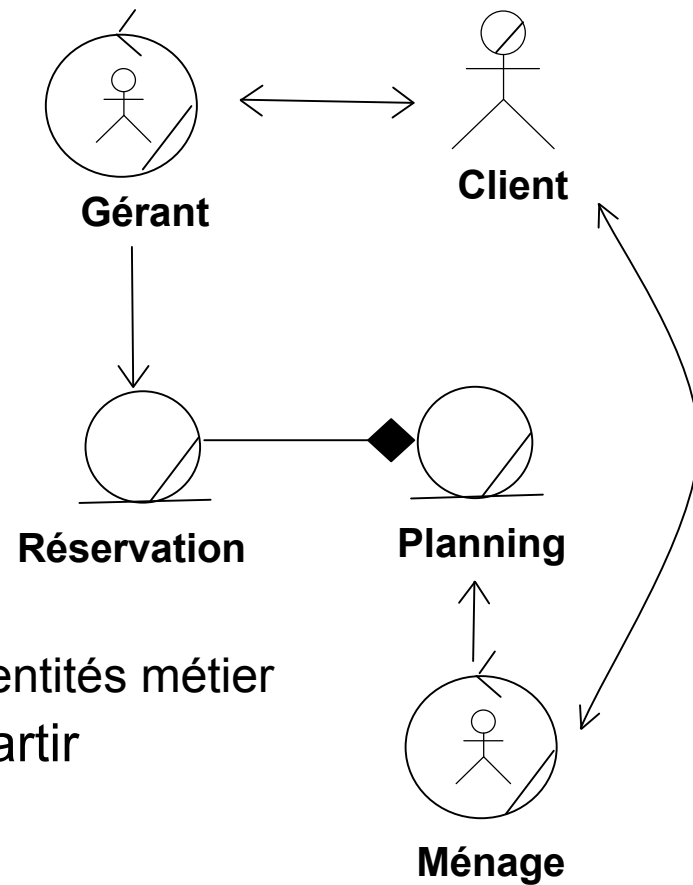 Gérant
Client
Réservation
Planning
entités métier
artir
Ménage